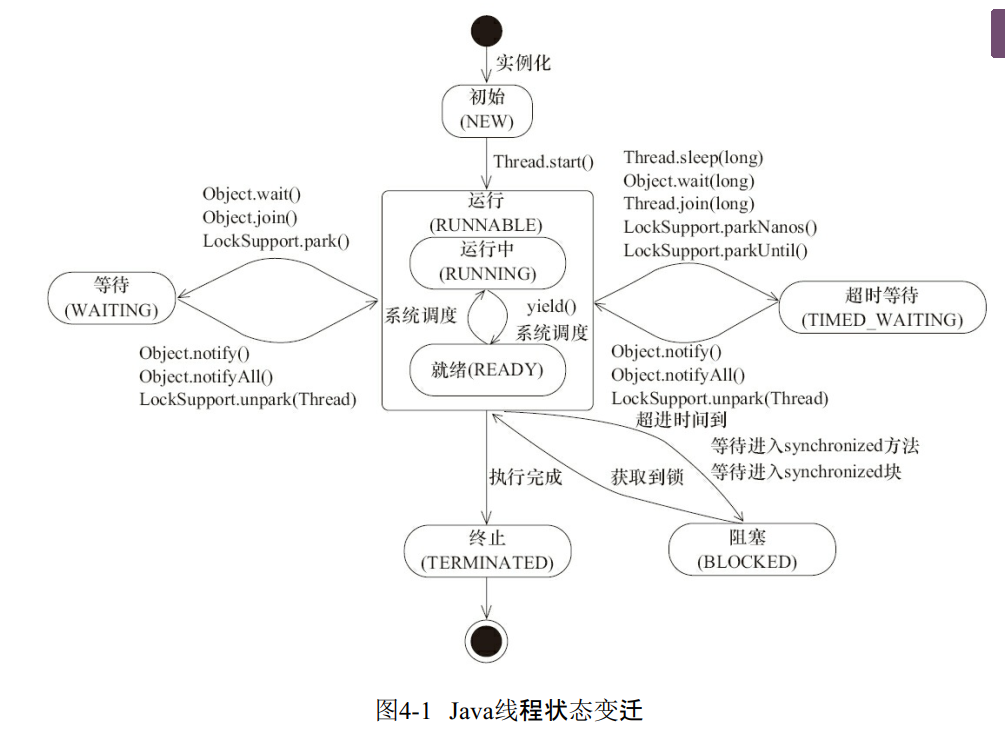 实例化
初始
(NEW)
Thread.start()
Object.wait()
Object.join()
LockSupport.park()
Thread.sleep(long)
Object.wait(long)
Thread.join(long)
LockSupport.parkNanos()
LockSupport.parkUntil()
运行
(RUNNABLE)
运行中
(RUNNING)
等待
(WAITING)
超时等待
(TIMED_WAITING)
系统调度
yield()
系统调度
就绪(READY)
Object.notify()
Object.notifyAll()
LockSupport.unpark(Thread)
Object.notify()
Object.notifyAll()
LockSupport.unpark(Thread)
超进时间到
等待进入synchronized方法
等待进入synchronized块
执行完成
获取到锁
终止
(TERMINATED)
阻塞
(BLOCKED)
图4-1 Java线程状态变迁